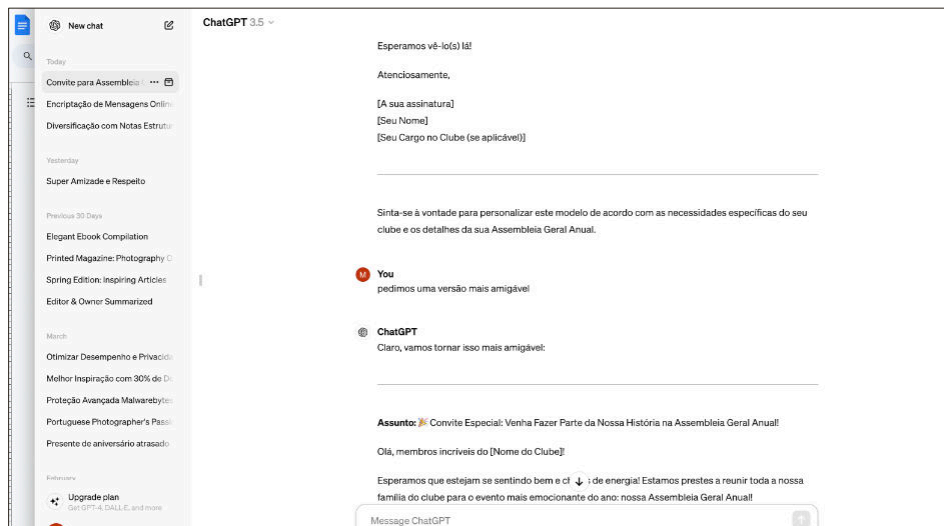 New chat
Today
Convite para Assembleia
Encriptação de Mensagens Online
Diversificação com Notas Estrutur
Yesterday
Super Amizade e Respeito
Previous 30 Days
Elegant Ebook Compilation
Printed Magazine: Photography
Spring Edition: Inspiring Articles
Editor & Owner Summarized
March
Otimizar Desempenho e Privacida
Melhor Inspiração com 30% de
Proteção Avançada Malwarebytes
Portuguese Photographer's Passi
Presente de aniversário atrasado
February
Upgrade plan
Get GPT-4, DALL·E, and more
ChatGPT 3.5
Esperamos vê-lo(s) lá!
Atenciosamente,
[A sua assinatura]
[Seu Nome]
[Seu Cargo no Clube (se aplicável)]
Sinta-se à vontade para personalizar este modelo de acordo com as necessidades específicas do seu
clube e os detalhes da sua Assembleia Geral Anual.
M You
pedimos uma versão mais amigável
ChatGPT
Claro, vamos tornar isso mais amigável:
Assunto: 🎉 Convite Especial: Venha Fazer Parte da Nossa História na Assembleia Geral Anual!
Olá, membros incríveis do [Nome do Clube]!
Esperamos que estejam se sentindo bem e de energia! Estamos prestes a reunir toda a nossa
família do clube para o evento mais emocionante do ano: nossa Assembleia Geral Anual!
Message ChatGPT